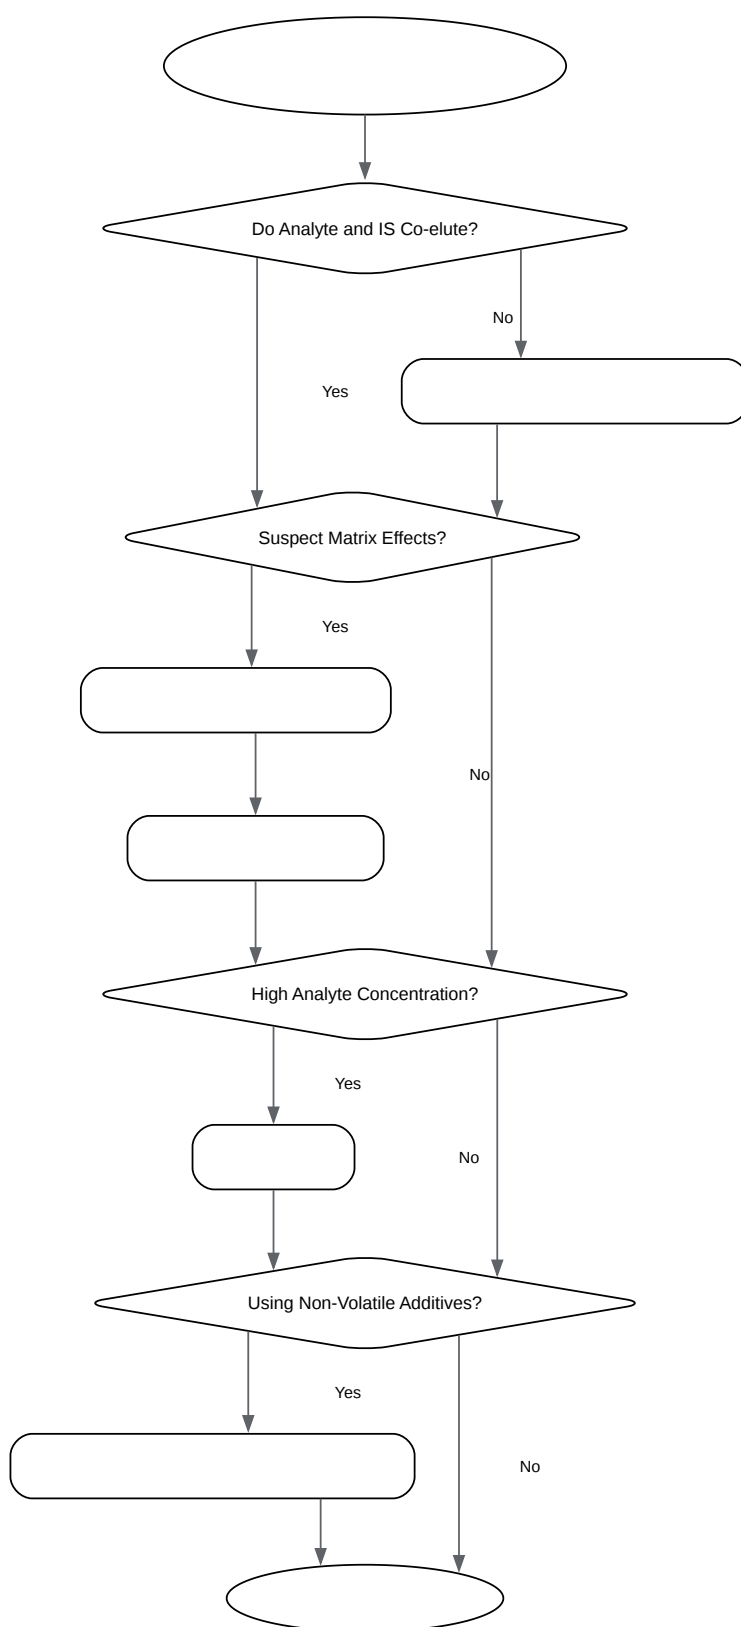 Do Analyte and IS Co-elute?
No
Yes
Suspect Matrix Effects?
Yes
No
High Analyte Concentration?
Yes
No
Using Non-Volatile Additives?
Yes
No